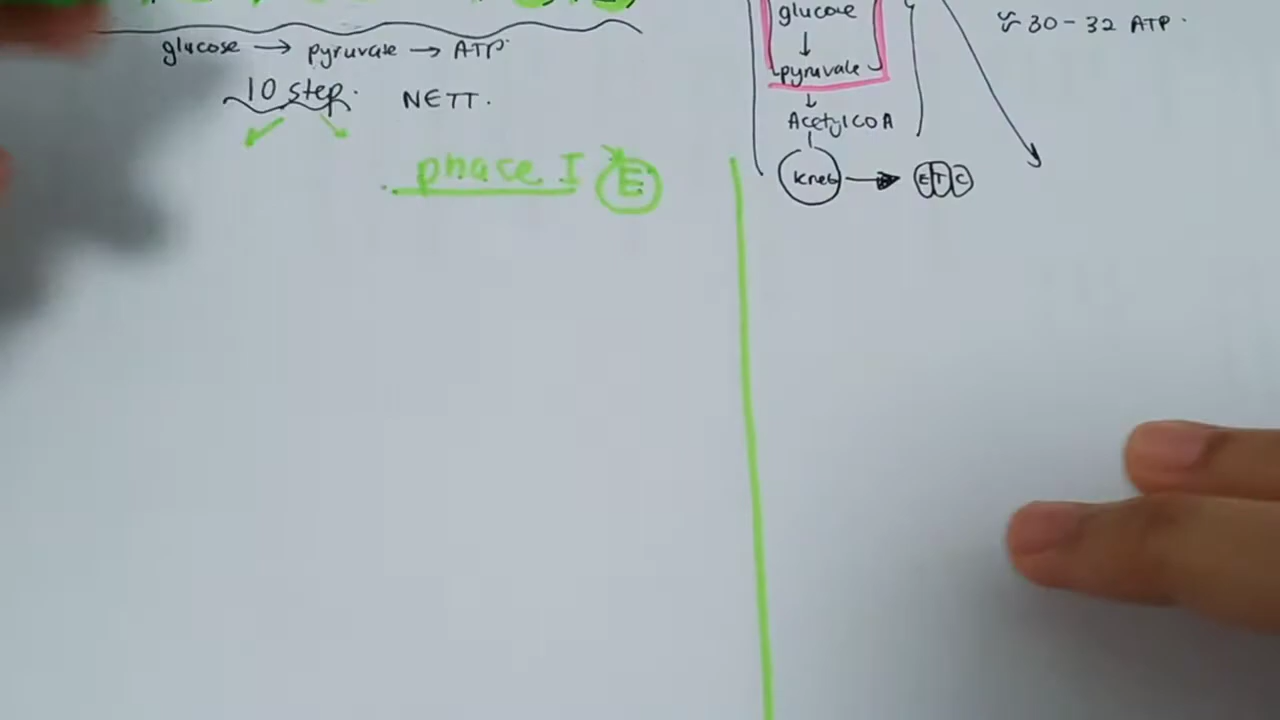 glucose → pyruvate → ATP
10 step. NETT.
phase I E
glucose
↓
pyruvate
↓
AcetylCOA
Kreb → ETC
≈ 30-32 ATP.